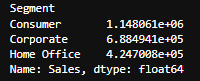 Segment
Consumer 1.148061e+06
Corporate 6.884941e+05
Home Office 4.247008e+05
Name: Sales, dtype: float64